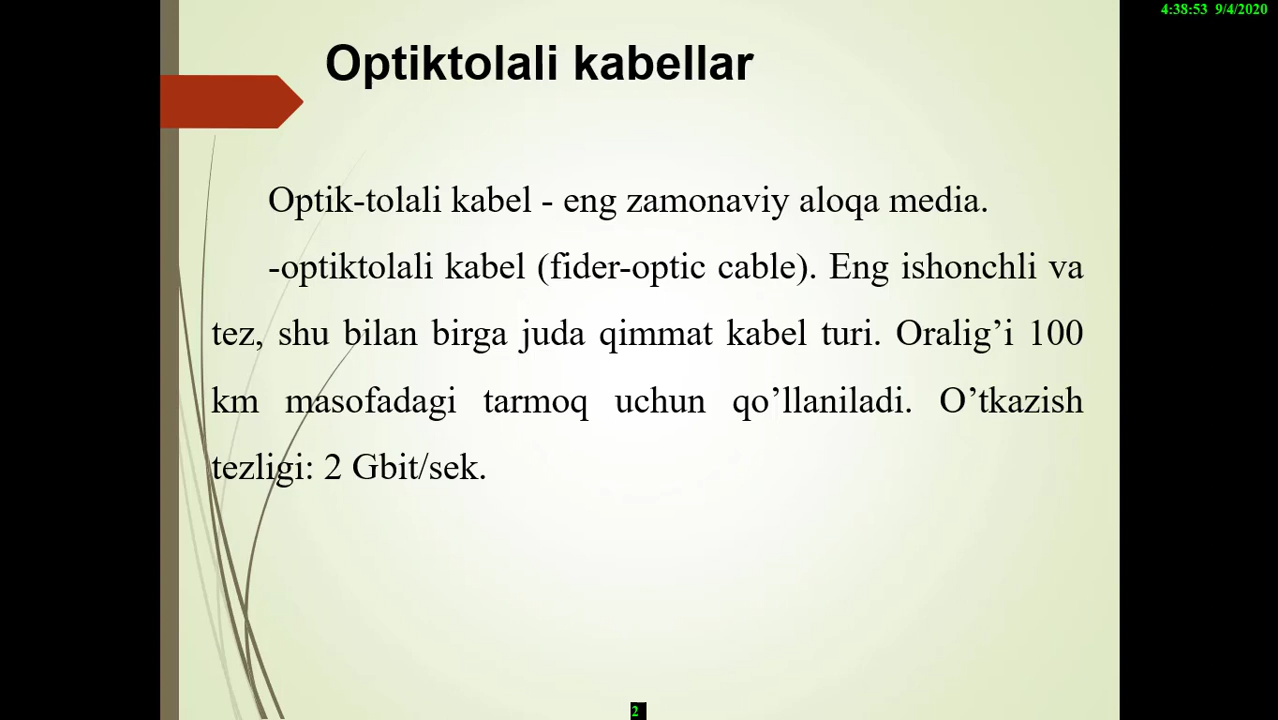 4:38:53 9/4/2020
Optiktolali kabellar
Optik-tolali kabel - eng zamonaviy aloqa media.
-optiktolali kabel (fider-optic cable). Eng ishonchli va
tez, shu bilan birga juda qimmat kabel turi. Oralig’i 100
km masofadagi tarmoq uchun qo’llaniladi. O’tkazish
tezligi: 2 Gbit/sek.
2